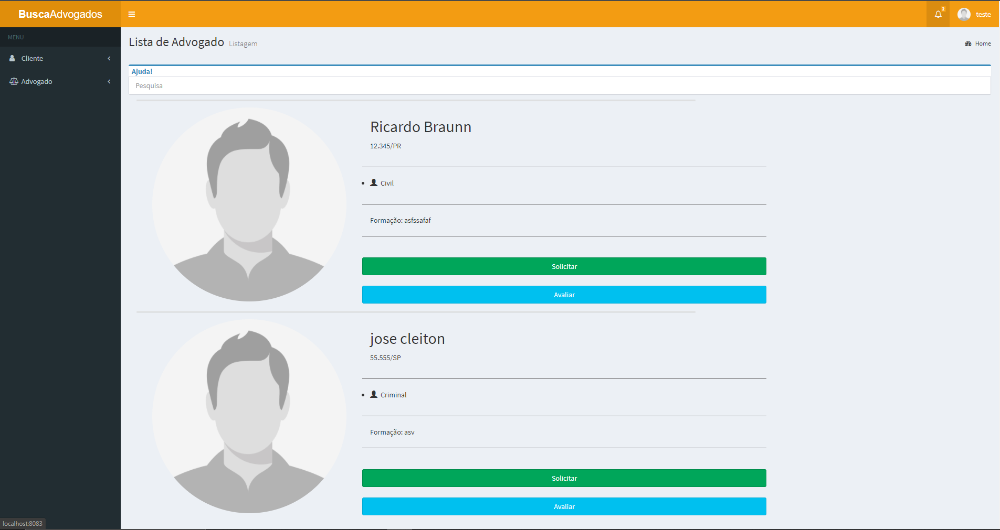 BuscaAdvogados
2
teste
MENU
Cliente
Advogado
Lista de Advogado Listagem
Home
Ajuda!
Pesquisa
Ricardo Braunn
12.345/PR
Civil
Formação: asfssafaf
Solicitar
Avaliar
jose cleiton
55.555/SP
Criminal
Formação: asv
Solicitar
Avaliar
localhost:8083